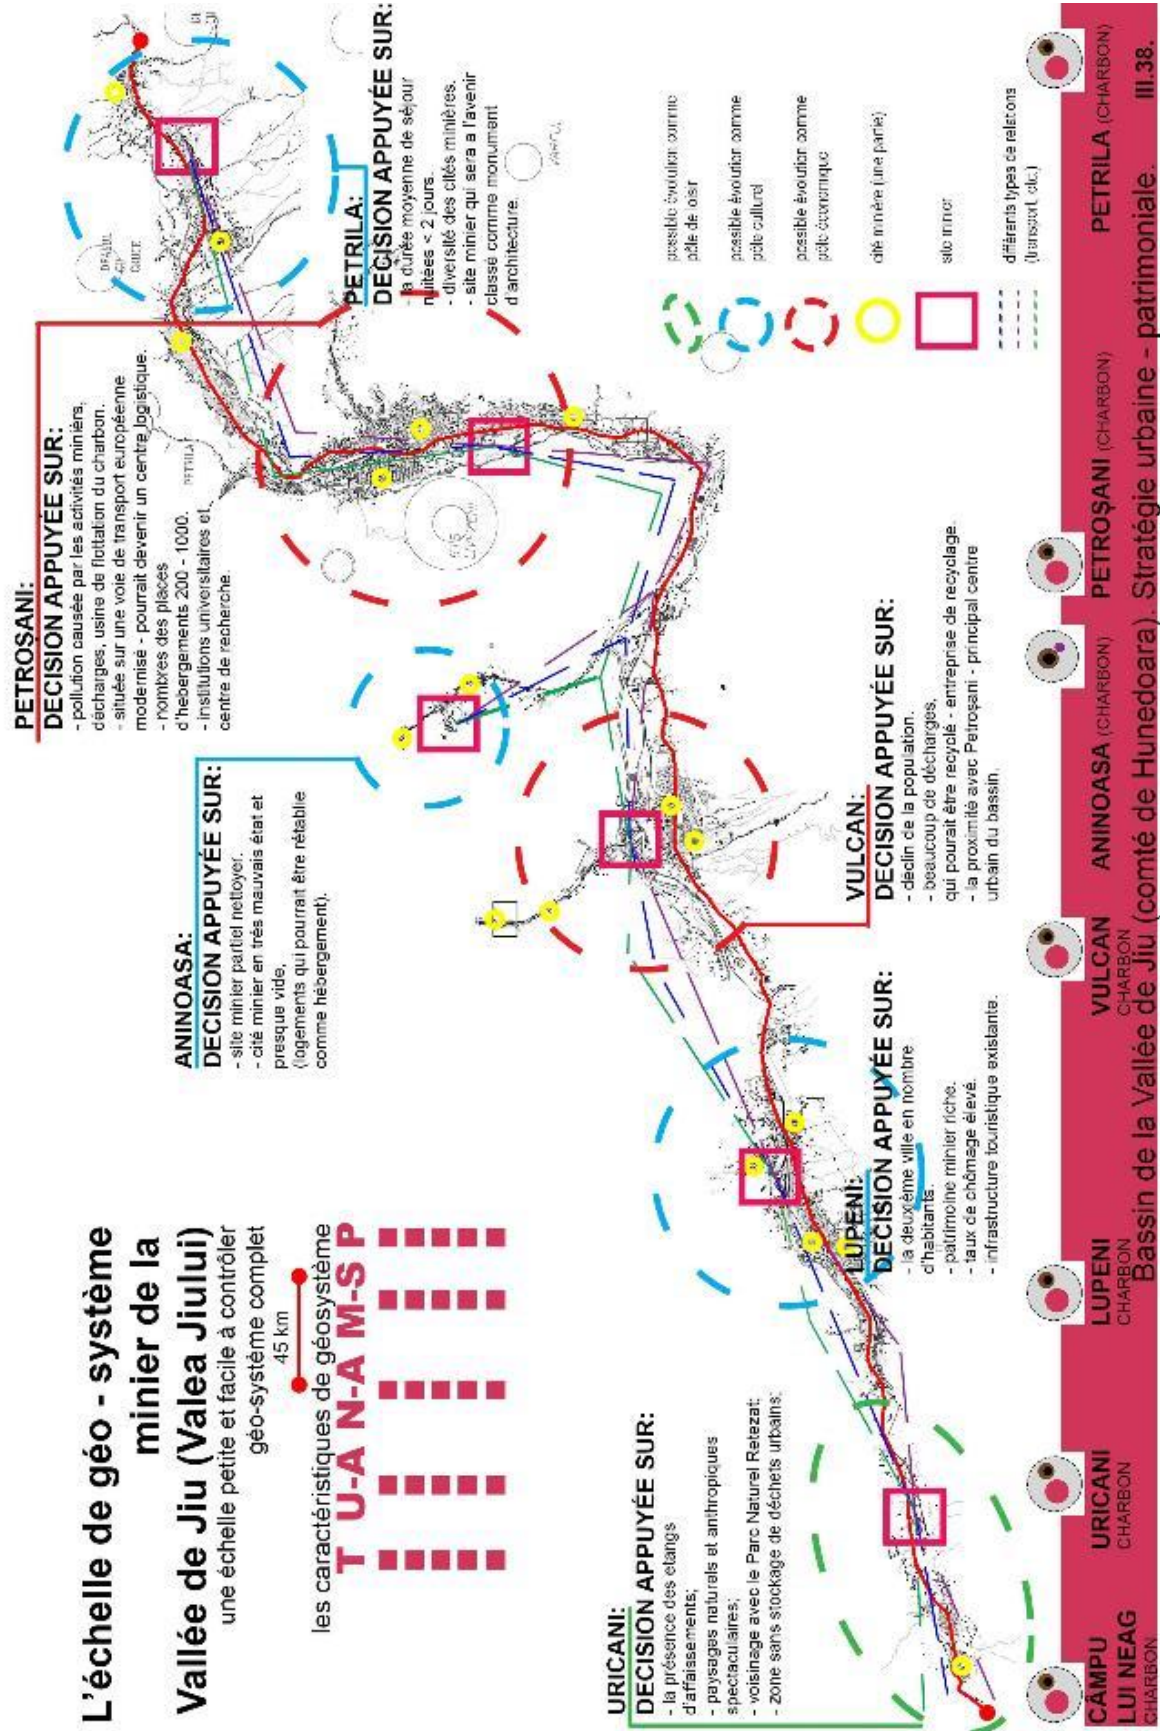 L'échelle de géo - système
minier de la
Vallée de Jiu (Valea Jiului)
une échelle petite et facile à contrôler
géo-système complet
45 km
les caractéristiques de géosystème
T U-A N-A M-S P
PETROSANI:
DECISION APPUYÉE SUR:
- pollution causée par les activités minièrs,
décharges, usine de flottation du charbon.
- située sur une voie de transport européenne
modernisé - pourrait devenir un centre logistique.
- nombres des places
d'hebergements 200 - 1000.
- institutions universitaires et
centre de recherche.
PETRILA:
DECISION APPUYÉE SUR:
- la durée moyenne de séjour
nuitées < 2 jours.
- diversité des cités minières.
- site minier qui sera a l'avenir
classé comme monument
d'architecture.
ANINOASA:
DECISION APPUYÉE SUR:
- site minier partiel nettoyer.
- cité minier en très mauvais état et
presque vide,
(logements qui pourrait être rétablie
comme hébergement).
VULCAN:
DECISION APPUYÉE SUR:
- déclin de la population.
- beaucoup de décharges,
qui pourait être recyclé - entreprise de recyclage.
- la proximité avec Petroșani - principal centre
urbain du bassin.
LUPENI:
DECISION APPUYÉE SUR:
- la deuxième ville en nombre
d'habitants.
- patrimoine minier riche.
- taux de chômage élevé.
- infrastructure touristique existante.
URICANI:
DECISION APPUYÉE SUR:
- la présence des etangs
d'affaissements;
- paysages naturels et anthropiques
spectaculaires;
- voisinage avec le Parc Naturel Retezat;
- zone sans stockage de déchets urbains;
PETRILA
possible évolution comme
pôle de loisir
possible évolution comme
pôle culturel
possible évolution comme
pôle économique
cité minière (une partie)
site minier
différents types de relations
(transport, etc.)
CÂMPU
LUI NEAG
CHARBON
URICANI
CHARBON
LUPENI
CHARBON
VULCAN
CHARBON
ANINOASA (CHARBON)
PETROȘANI (CHARBON)
PETRILA (CHARBON)
Bassin de la Vallée de Jiu (comté de Hunedoara). Stratégie urbaine - patrimoniale. III.38.